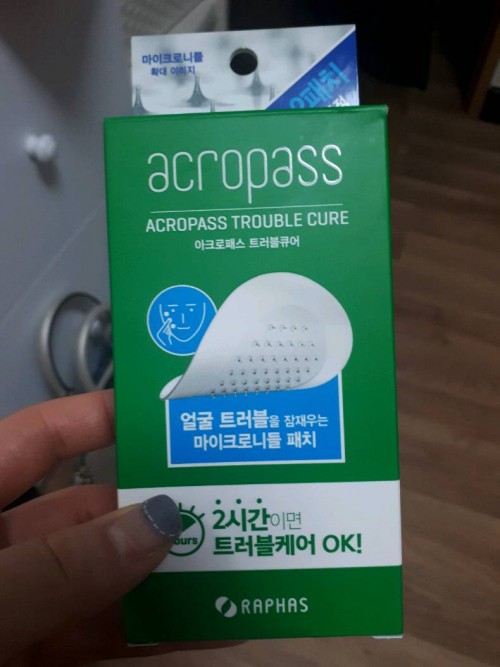 마이크로니들
확대 이미지
acropass
ACROPASS TROUBLE CURE
아크로패스 트러블큐어
얼굴 트러블을 잠재우는
마이크로니들 패치
2시간이면
트러블케어 OK!
RAPHAS